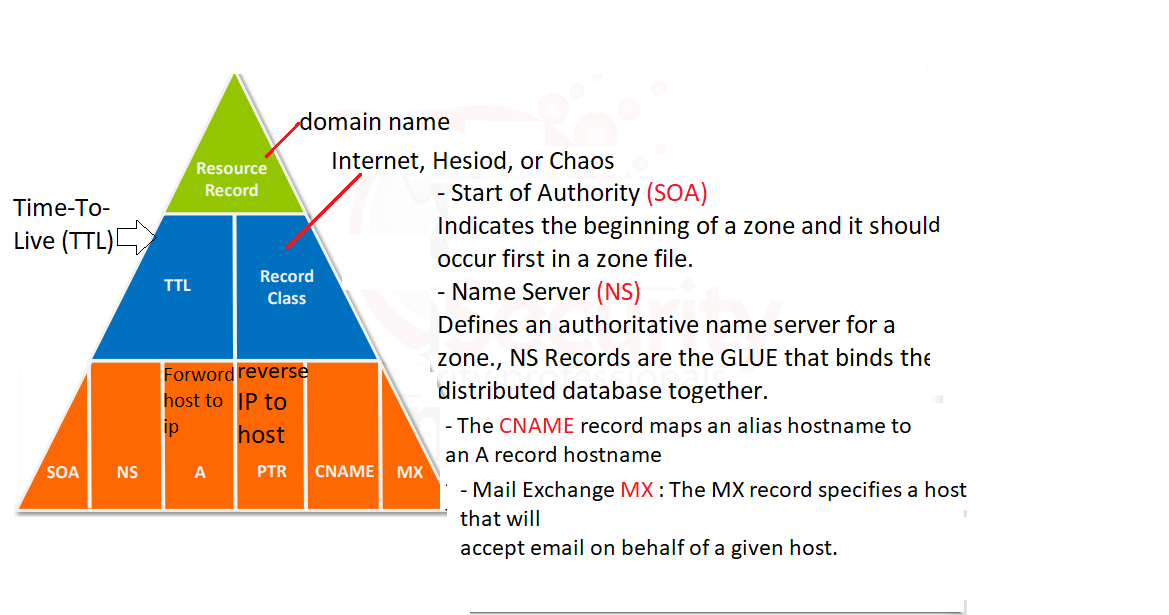 domain name
Internet, Hesiod, or Chaos
Resource
Record
Time-To-
Live (TTL)
TTL
Record
Class
Forword
host to
ip
reverse
IP to
host
SOA
NS
A
PTR
CNAME
MX
- Start of Authority (SOA)
Indicates the beginning of a zone and it should
occur first in a zone file.
- Name Server (NS)
Defines an authoritative name server for a
zone., NS Records are the GLUE that binds the
distributed database together.
- The CNAME record maps an alias hostname to
an A record hostname
- Mail Exchange MX : The MX record specifies a host
that will
accept email on behalf of a given host.
security
professionals